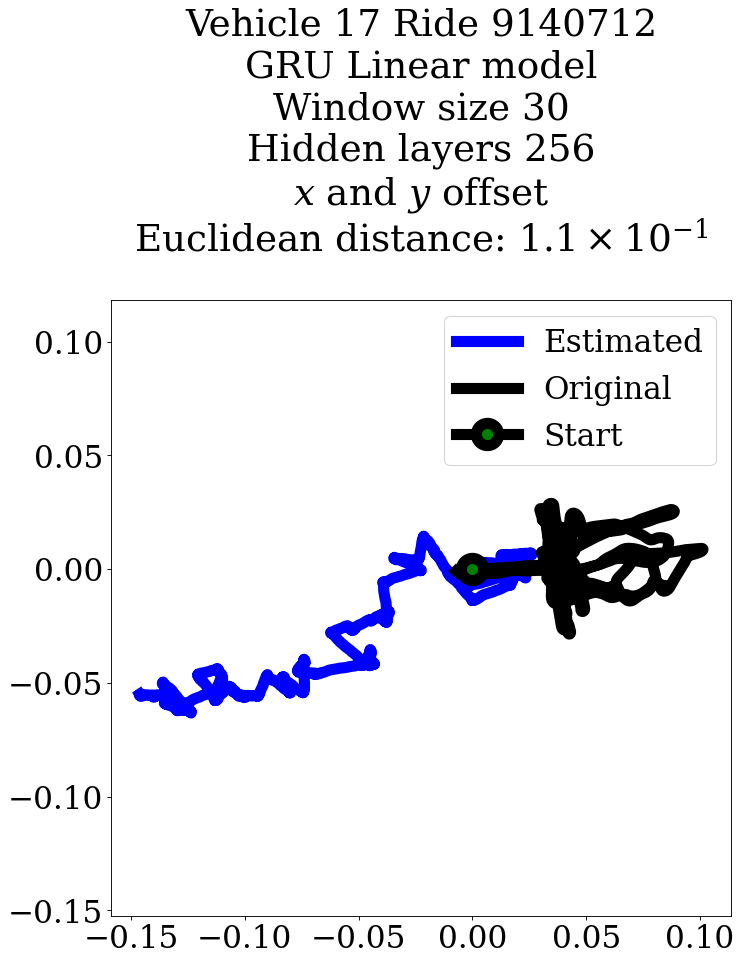 Vehicle 17 Ride 9140712
GRU Linear model
Window size 30
Hidden layers 256
x and y offset
Euclidean distance: 1.1 × 10⁻¹
Estimated
Original
Start
0.10
0.05
0.00
−0.05
−0.10
−0.15
−0.15 −0.10 −0.05 0.00 0.05 0.10